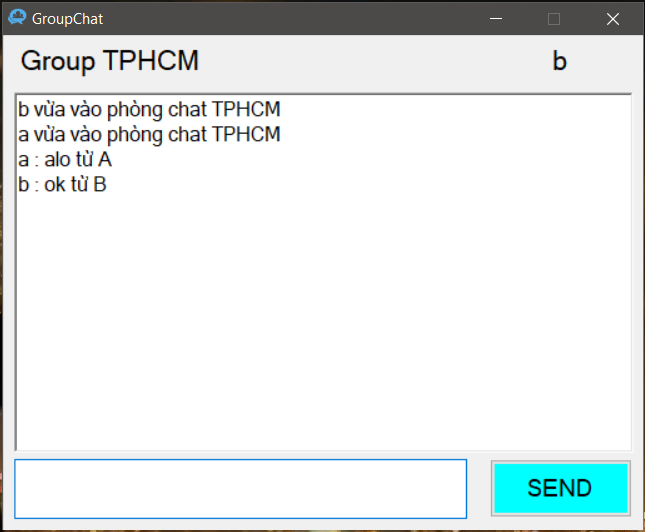 GroupChat
Group TPHCM b
b vừa vào phòng chat TPHCM
a vừa vào phòng chat TPHCM
a : alo từ A
b : ok từ B
SEND